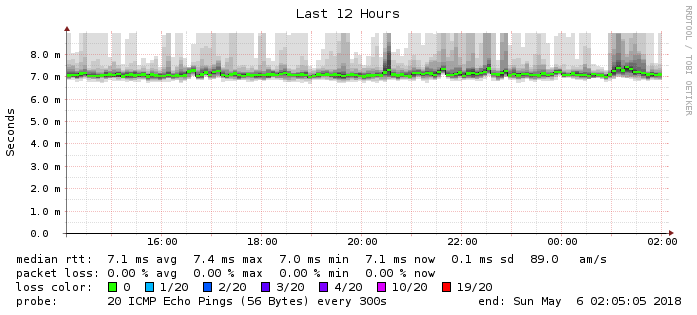 Last 12 Hours
RRDTOOL / TOBI OETIKER
Seconds
8.0 m
7.0 m
6.0 m
5.0 m
4.0 m
3.0 m
2.0 m
1.0 m
0.0
16:00 18:00 20:00 22:00 00:00 02:00
median rtt: 7.1 ms avg 7.4 ms max 7.0 ms min 7.1 ms now 0.1 ms sd 89.0 am/s
packet loss: 0.00 % avg 0.00 % max 0.00 % min 0.00 % now
loss color: 0 1/20 2/20 3/20 4/20 10/20 19/20
probe: 20 ICMP Echo Pings (56 Bytes) every 300s end: Sun May 6 02:05:05 2018